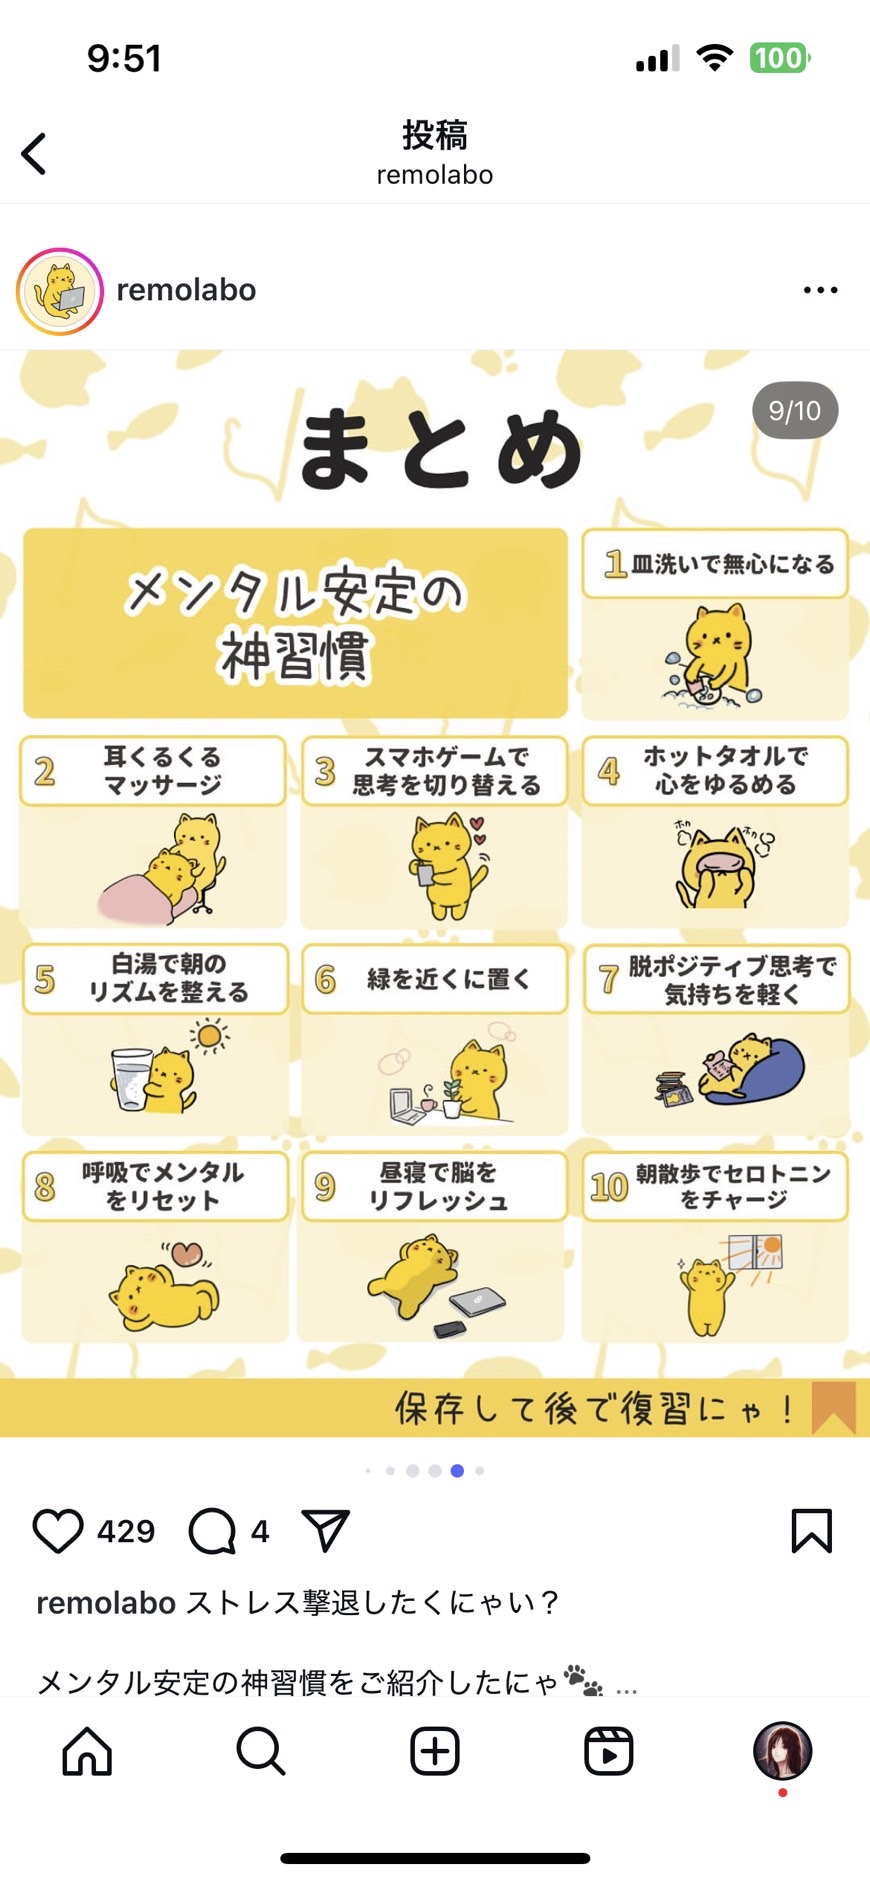 9:51
100
投稿
remolabo
remolabo
9/10
まとめ
メンタル安定の
神習慣
1 皿洗いで無心になる
2 耳くるくる
マッサージ
3 スマホゲームで
思考を切り替える
4 ホットタオルで
心をゆるめる
ホカ
ホカ
5 白湯で朝の
リズムを整える
6 緑を近くに置く
7 脱ポジティブ思考で
気持ちを軽く
8 呼吸でメンタル
をリセット
9 昼寝で脳を
リフレッシュ
10 朝散歩でセロトニン
をチャージ
保存して後で復習にゃ！
429
4
remolabo ストレス撃退したくにゃい？
メンタル安定の神習慣をご紹介したにゃ🐾 ...